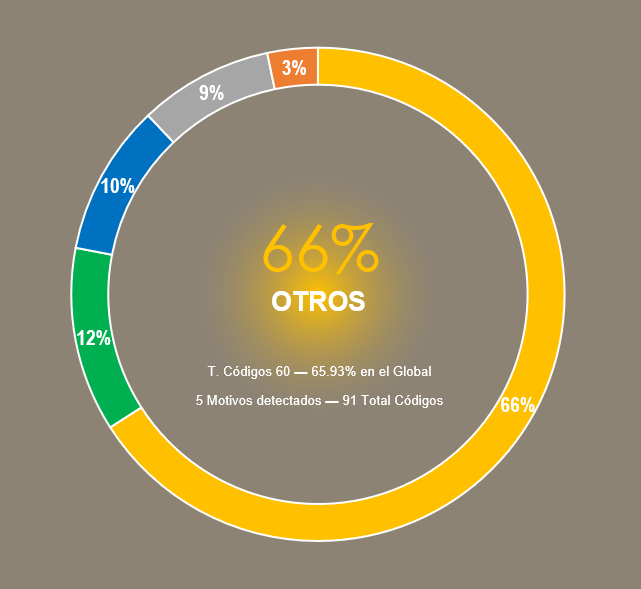 3%
9%
10%
66%
OTROS
12%
T. Códigos 60 — 65.93% en el Global
5 Motivos detectados — 91 Total Códigos
66%